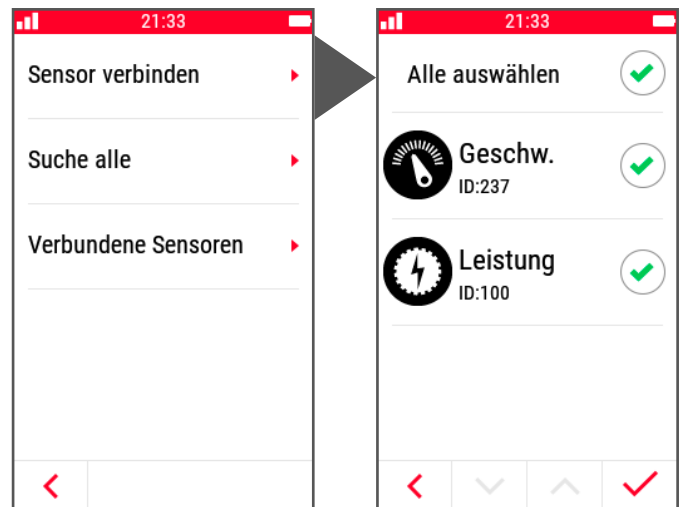 21:33
Sensor verbinden
Suche alle
Verbundene Sensoren
21:33
Alle auswählen
Geschw.
ID:237
Leistung
ID:100